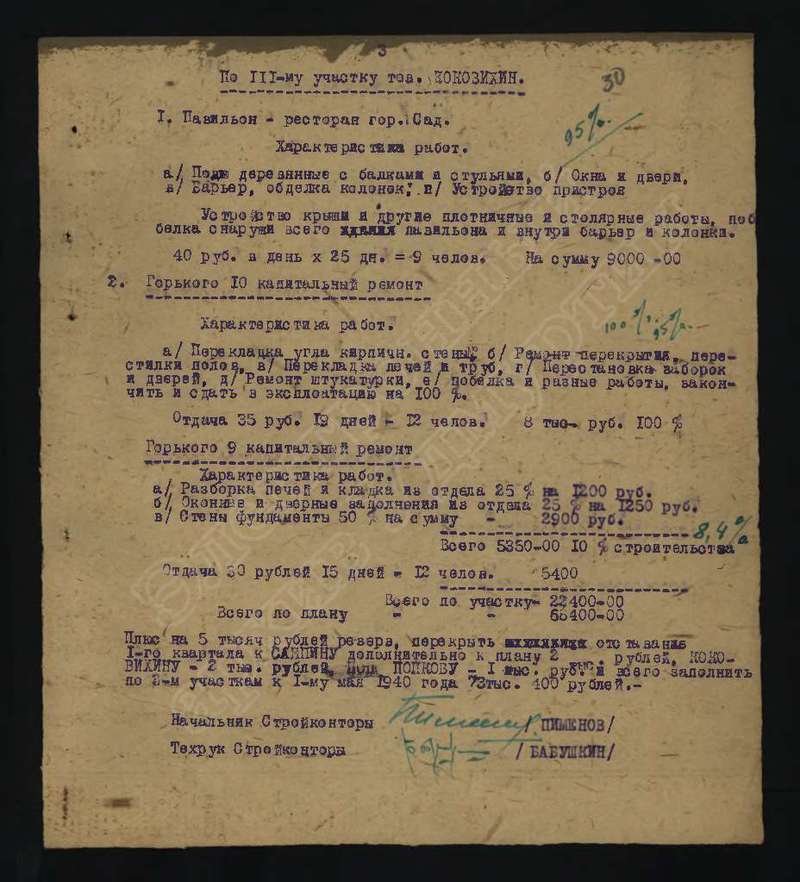 3
По III-му участку тов. КОКОВИХИН.
30
I. Павильон - ресторан гор. Сад.
95%
Характеристика работ.
а/ Полы деревянные с балками и стульями, б/ Окна и двери,
в/ Барьер, обделка колонок, г/ Устройство пристроя
Устройство крыши и другие плотничные и столярные работы, поб
белка снаружи всего здания павильона и внутри барьер и колонки.
40 руб. в день х 25 дн. = 9 челов. На сумму 9000 -00
2. Горького 10 капитальный ремонт
Характеристика работ.
100%. 95%.
а/ Перекладка угла кирпичн. стены, б/ Ремонт перекрытия, пере-
стилки полов, в/ Перекладка печей и труб, г/ Перестановка заборок
и дверей, д/ Ремонт штукатурки, е/ побелка и разные работы, закон-
чить и сдать в эксплоатацию на 100 %.
Отдача 35 руб. 19 дней - 12 челов. 8 тыс. руб. 100 %
Горького 9 капитальный ремонт
Характеристика работ.
а/ Разборка печей и кладка из отдела 25 % на 1200 руб.
б/ Оконные и дверные заполнения из отдела 25 % на 1250 руб.
в/ Стены фундаменты 50 % на сумму - 2900 руб.
8,4%
Всего 5350-00 10 % строительства
Отдача 30 рублей 15 дней - 12 челов. 5400
Всего по участку- 22400-00
Всего по плану - - 68400-00
Плюс на 5 тысяч рублей резерв, перекрыть отставание
I-го квартала к дополнительно к плану 2 тыс. рублей, КОКО-
ВИХИНУ - 2 тыс. рублей, ПОПКОВУ - I тыс. руб. и всего заполнить
по 3-м участкам к I-му мая 1940 года 73тыс. 400 рублей.-
Начальник Стройконторы /ПИМЕНОВ/
Техрук Стройконторы /БАБУШКИН/